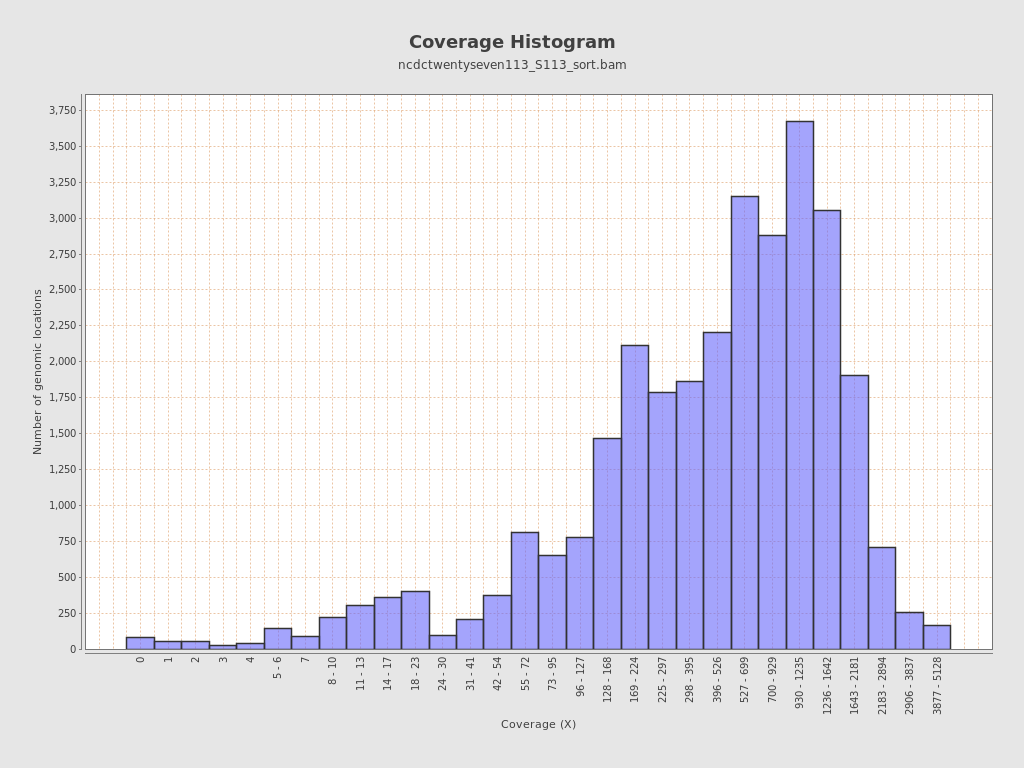 Coverage Histogram
ncdctwentyseven113_S113_sort.bam
3,750
3,500
3,250
3,000
2,750
2,500
2,250
2,000
1,750
1,500
1,250
1,000
750
500
250
0
Number of genomic locations
0
1
2
3
4
5 - 6
7
8 - 10
11 - 13
14 - 17
18 - 23
24 - 30
31 - 41
42 - 54
55 - 72
73 - 95
96 - 127
128 - 168
169 - 224
225 - 297
298 - 395
396 - 526
527 - 699
700 - 929
930 - 1235
1236 - 1642
1643 - 2181
2183 - 2894
2906 - 3837
3877 - 5128
Coverage (X)